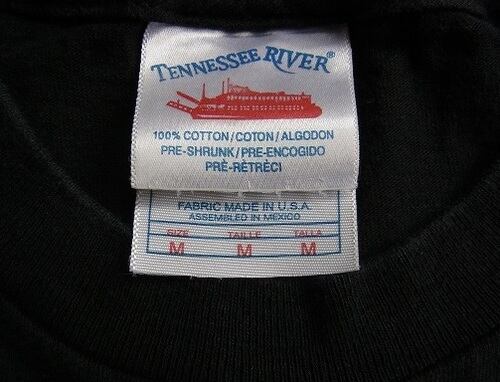 TENNESSEE RIVER®
100% COTTON/COTON/ALGODON
PRE-SHRUNK/PRE-ENCOGIDO
PRÉ-RÉTRÉCI
FABRIC MADE IN U.S.A.
ASSEMBLED IN MEXICO
SIZE TAILLE TALLA
M M M